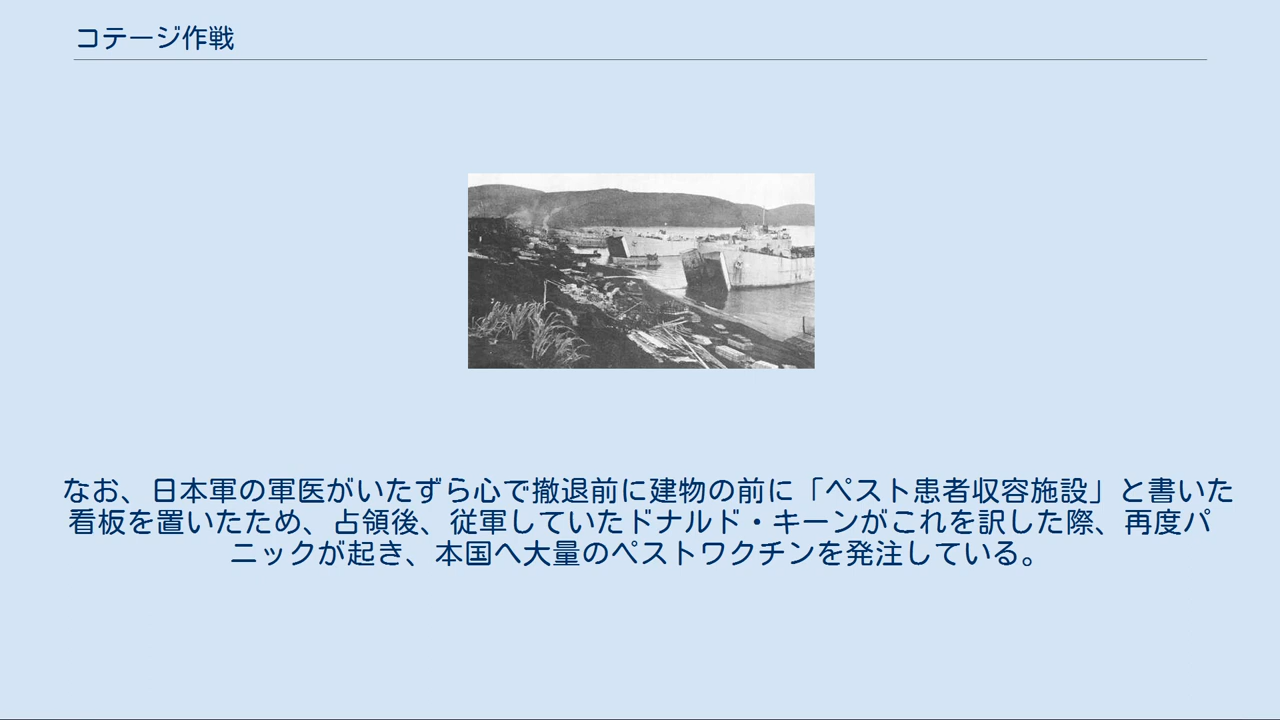 コテージ作戦
なお、日本軍の軍医がいたずら心で撤退前に建物の前に「ペスト患者収容施設」と書いた
看板を置いたため、占領後、従軍していたドナルド・キーンがこれを訳した際、再度パ
ニックが起き、本国へ大量のペストワクチンを発注している。